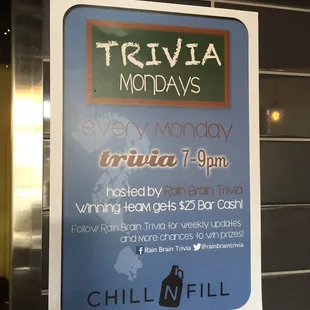 TRIVIA
MONDAYS
every Monday
trivia 7-9pm
hosted by Rain Brain Trivia
Winning team gets $25 Bar Cash!
Follow Rain Brain Trivia for weekly updates
and more chances to win prizes!
Rain Brain Trivia @rainbraintrivia
CHILL N FILL